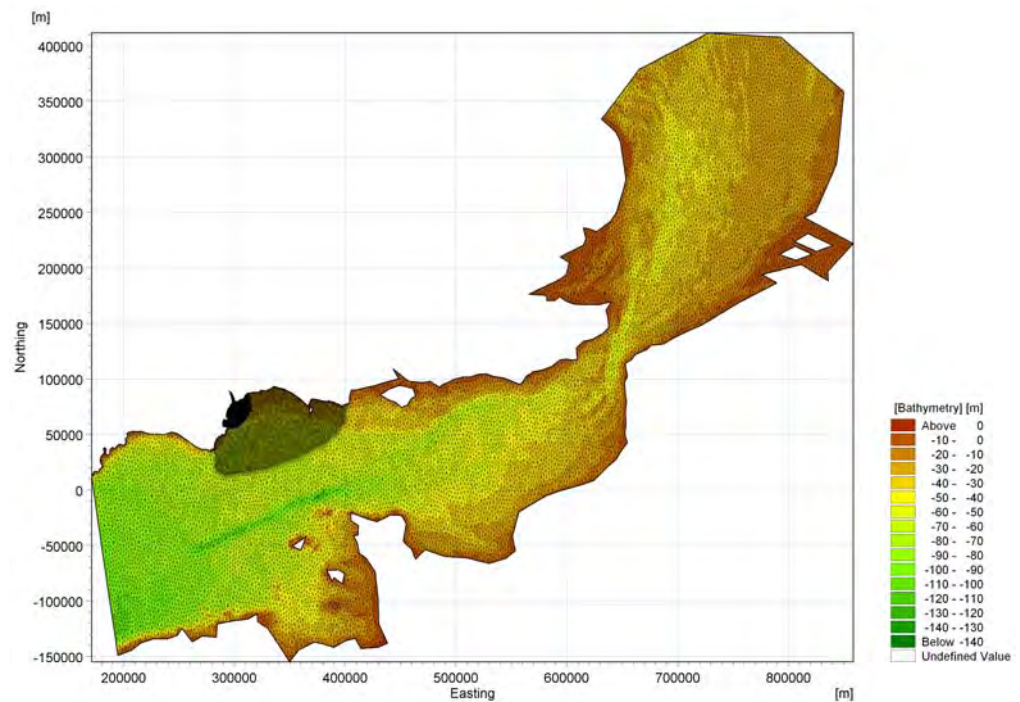 [m]
400000
350000
300000
250000
200000
150000
100000
50000
0
-50000
-100000
-150000
Northing
200000 300000 400000 500000 600000 700000 800000
Easting
[m]
[Bathymetry] [m]
Above 0
-10 - 0
-20 - -10
-30 - -20
-40 - -30
-50 - -40
-60 - -50
-70 - -60
-80 - -70
-90 - -80
-100 - -90
-110 - -100
-120 - -110
-130 - -120
-140 - -130
Below -140
Undefined Value